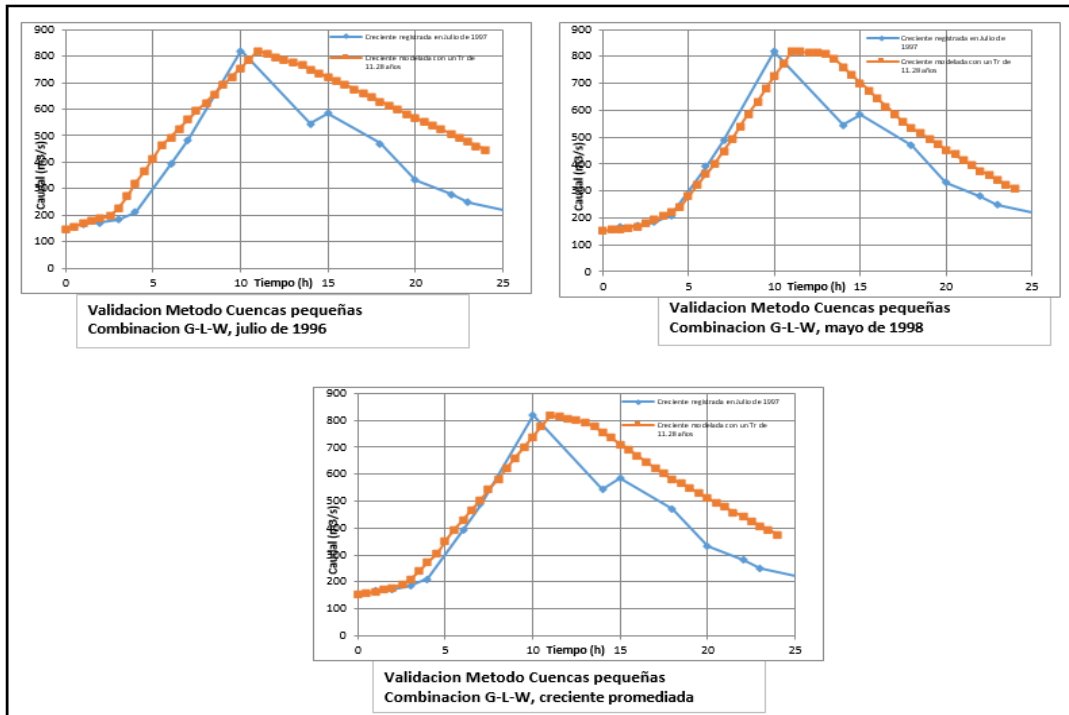 900
800
700
600
500
400
300
200
100
0
Caudal (m3/s)
Creciente registrada en Julio de 1997
Creciente modelada con un Tr de
11.28 años
0
5
10
15
20
25
Tiempo (h)
Validacion Metodo Cuencas pequeñas
Combinacion G-L-W, julio de 1996
900
800
700
600
500
400
300
200
100
0
Caudal (m3/s)
Creciente registrada en Julio de
1997
Creciente modelada con un Tr de
11.28 años
0
5
10
15
20
25
Tiempo (h)
Validacion Metodo Cuencas pequeñas
Combinacion G-L-W, mayo de 1998
900
800
700
600
500
400
300
200
100
0
Caudal (m3/s)
Creciente registrada en Julio de 1997
Creciente modelada con un Tr de
11.28 años
0
5
10
15
20
25
Tiempo (h)
Validacion Metodo Cuencas pequeñas
Combinacion G-L-W, creciente promediada